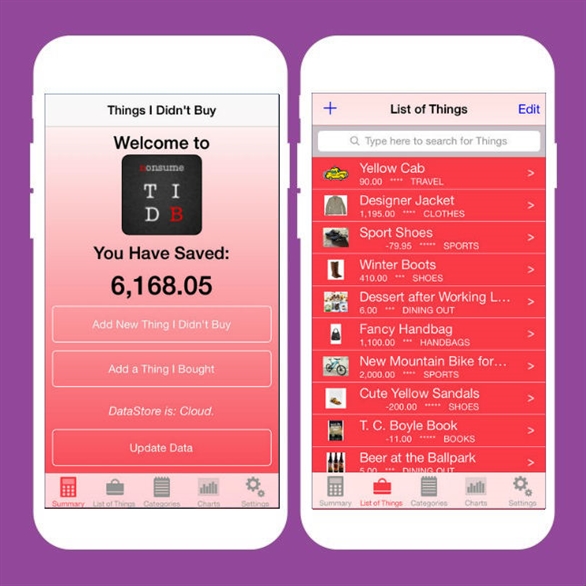 Things I Didn't Buy
Welcome to
consume
T I
D B
You Have Saved:
6,168.05
Add New Thing I Didn't Buy
Add a Thing I Bought
DataStore is: Cloud.
Update Data
Summary List of Things Categories Charts Settings
+ List of Things Edit
Type here to search for Things
Yellow Cab
90.00 **** TRAVEL
Designer Jacket
1,195.00 **** CLOTHES
Sport Shoes
-79.95 ***** SPORTS
Winter Boots
410.00 *** SHOES
Dessert after Working L...
6.00 *** DINING OUT
Fancy Handbag
1,100.00 *** HANDBAGS
New Mountain Bike for...
2,000.00 **** SPORTS
Cute Yellow Sandals
-200.00 ***** SHOES
T. C. Boyle Book
-11.00 ***** BOOKS
Beer at the Ballpark
5.00 *** DINING OUT
Summary List of Things Categories Charts Settings